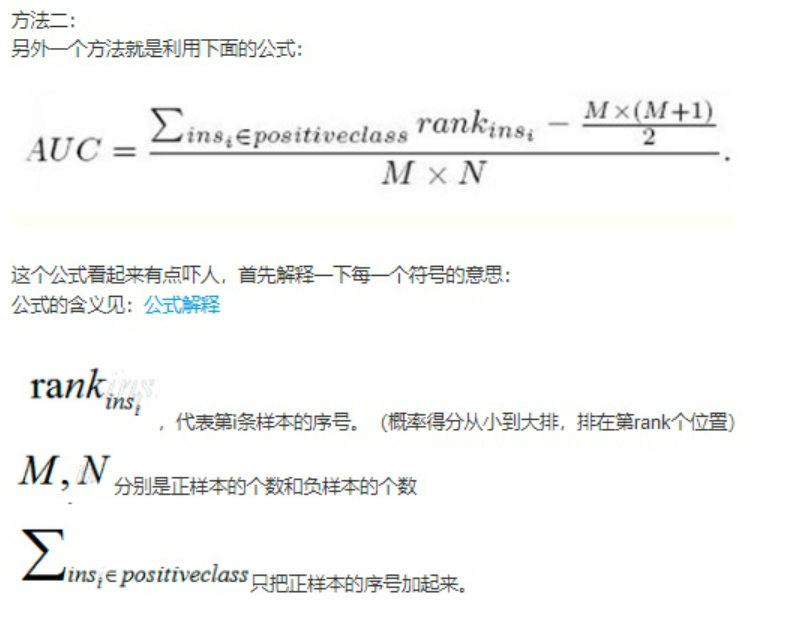 方法二：
另外一个方法就是利用下面的公式：
AUC = \frac{\sum_{ins_i \in positiveclass} rank_{ins_i} - \frac{M \times (M+1)}{2}}{M \times N}.
这个公式看起来有点吓人，首先解释一下每一个符号的意思：
公式的含义见：公式解释
rank_{ins_i}，代表第i条样本的序号。（概率得分从小到大排，排在第rank个位置）
M, N 分别是正样本的个数和负样本的个数
\sum_{ins_i \in positiveclass} 只把正样本的序号加起来。